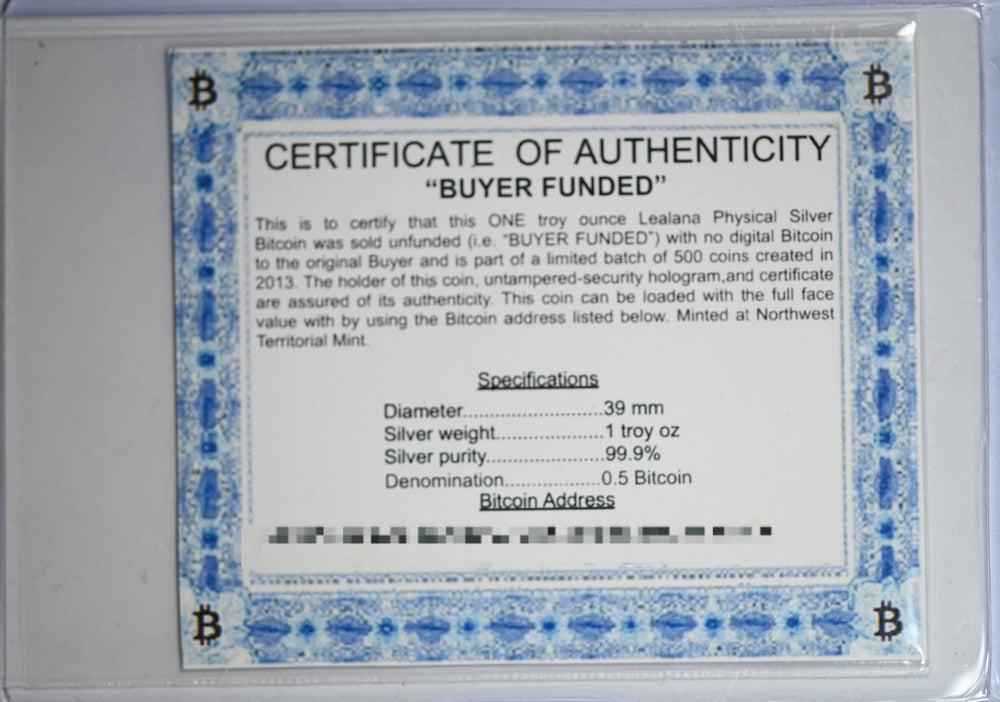 CERTIFICATE OF AUTHENTICITY
“BUYER FUNDED”
This is to certify that this ONE troy ounce Lealana Physical Silver
Bitcoin was sold unfunded (i.e. “BUYER FUNDED”) with no digital Bitcoin
to the original Buyer and is part of a limited batch of 500 coins created in
2013. The holder of this coin, untampered-security hologram,and certificate
are assured of its authenticity. This coin can be loaded with the full face
value with by using the Bitcoin address listed below. Minted at Northwest
Territorial Mint.
Specifications
Diameter.........................39 mm
Silver weight...................1 troy oz
Silver purity.....................99.9%
Denomination.................0.5 Bitcoin
Bitcoin Address